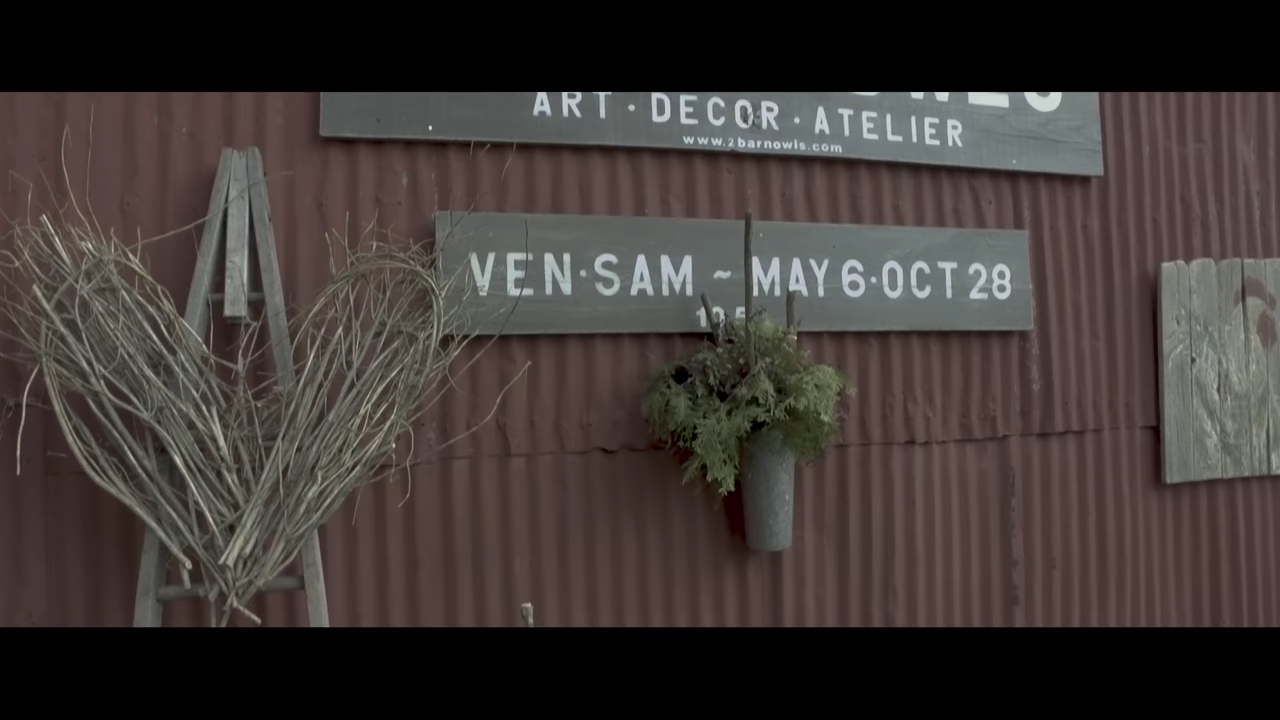 ART · DECOR · ATELIER
www.2barnowls.com
VEN·SAM ~ MAY 6·OCT 28